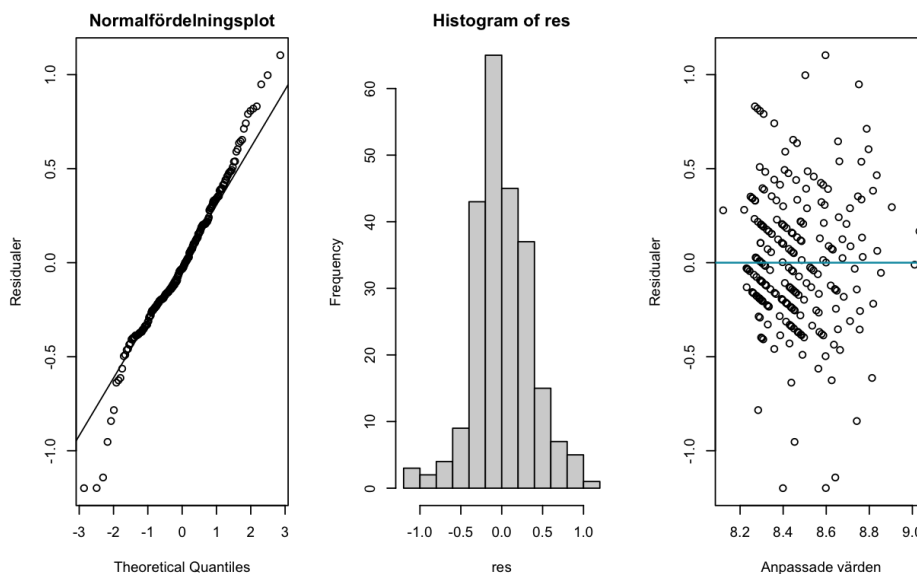 Normalfördelningsplot
Residualer
1.0
0.5
0.0
-0.5
-1.0
-3 -2 -1 0 1 2 3
Theoretical Quantiles
Histogram of res
Frequency
60
50
40
30
20
10
0
-1.0 -0.5 0.0 0.5 1.0
res
Residualer
1.0
0.5
0.0
-0.5
-1.0
8.2 8.4 8.6 8.8 9.0
Anpassade värden